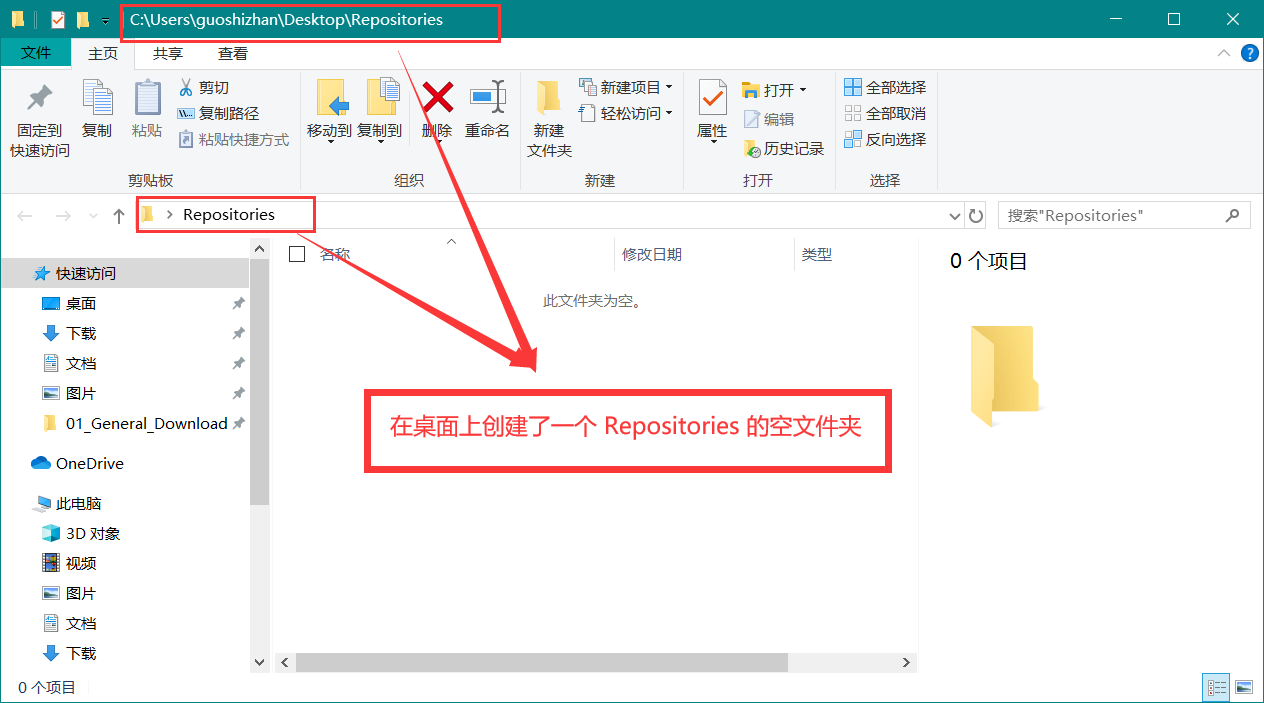 C:\Users\guoshizhan\Desktop\Repositories
文件 主页 共享 查看
固定到
快速访问
复制
粘贴
剪切
复制路径
粘贴快捷方式
剪贴板
移动到 复制到 删除 重命名
组织
新建
文件夹
新建项目
轻松访问
新建
属性
打开
编辑
历史记录
打开
全部选择
全部取消
反向选择
选择
Repositories
搜索"Repositories"
快速访问
桌面
下载
文档
图片
01_General_Download
OneDrive
此电脑
3D 对象
视频
图片
文档
下载
名称 修改日期 类型
此文件夹为空。
在桌面上创建了一个 Repositories 的空文件夹
0 个项目
0 个项目